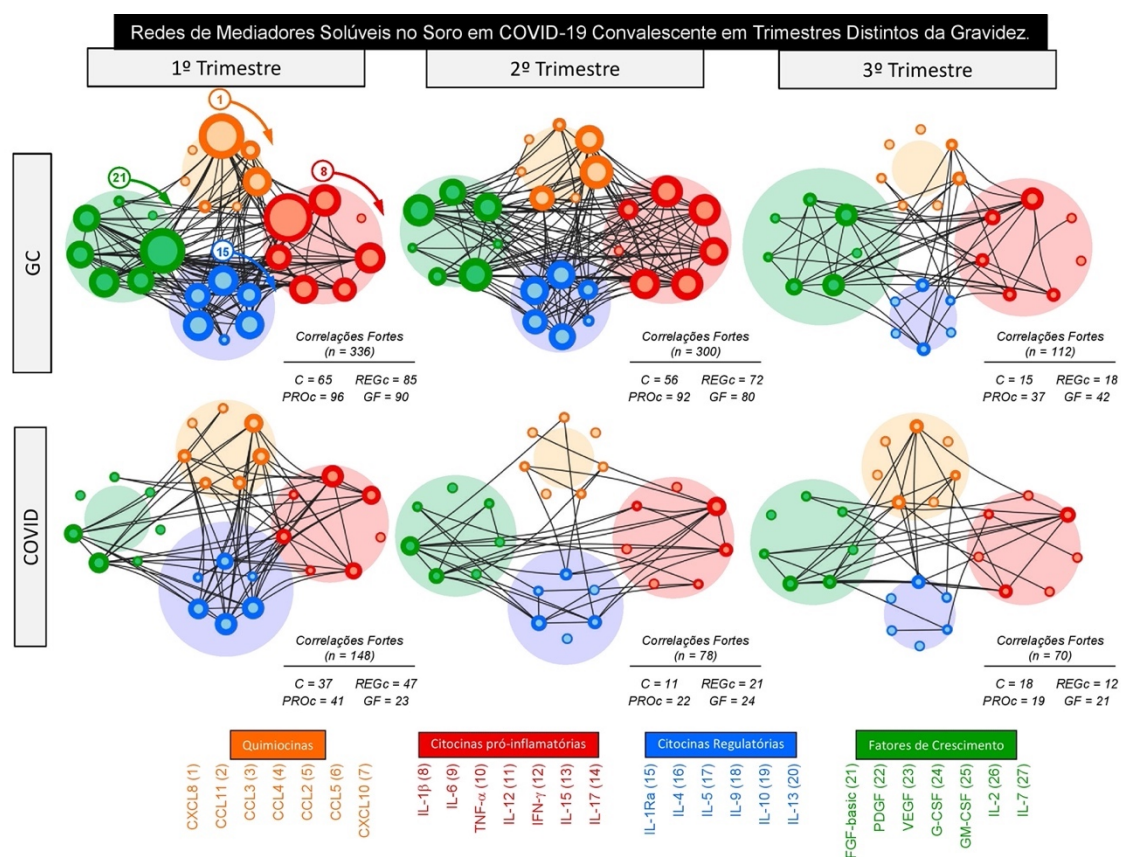 Redes de Mediadores Solúveis no Soro em COVID-19 Convalescente em Trimestres Distintos da Gravidez.
1º Trimestre
2º Trimestre
3º Trimestre
GC
1
21
8
15
Correlações Fortes
(n = 336)
C = 65 REGc = 85
PROc = 96 GF = 90
Correlações Fortes
(n = 300)
C = 56 REGc = 72
PROc = 92 GF = 80
Correlações Fortes
(n = 112)
C = 15 REGc = 18
PROc = 37 GF = 42
COVID
Correlações Fortes
(n = 148)
C = 37 REGc = 47
PROc = 41 GF = 23
Correlações Fortes
(n = 78)
C = 11 REGc = 21
PROc = 22 GF = 24
Correlações Fortes
(n = 70)
C = 18 REGc = 12
PROc = 19 GF = 21
Quimiocinas
CXCL8 (1)
CCL11 (2)
CCL3 (3)
CCL4 (4)
CCL2 (5)
CCL5 (6)
CXCL10 (7)
Citocinas pró-inflamatórias
IL-1β (8)
IL-6 (9)
TNF-α (10)
IL-12 (11)
IFN-γ (12)
IL-15 (13)
IL-17 (14)
Citocinas Regulatórias
IL-1Ra (15)
IL-4 (16)
IL-5 (17)
IL-9 (18)
IL-10 (19)
IL-13 (20)
Fatores de Crescimento
FGF-basic (21)
PDGF (22)
VEGF (23)
G-CSF (24)
GM-CSF (25)
IL-2 (26)
IL-7 (27)